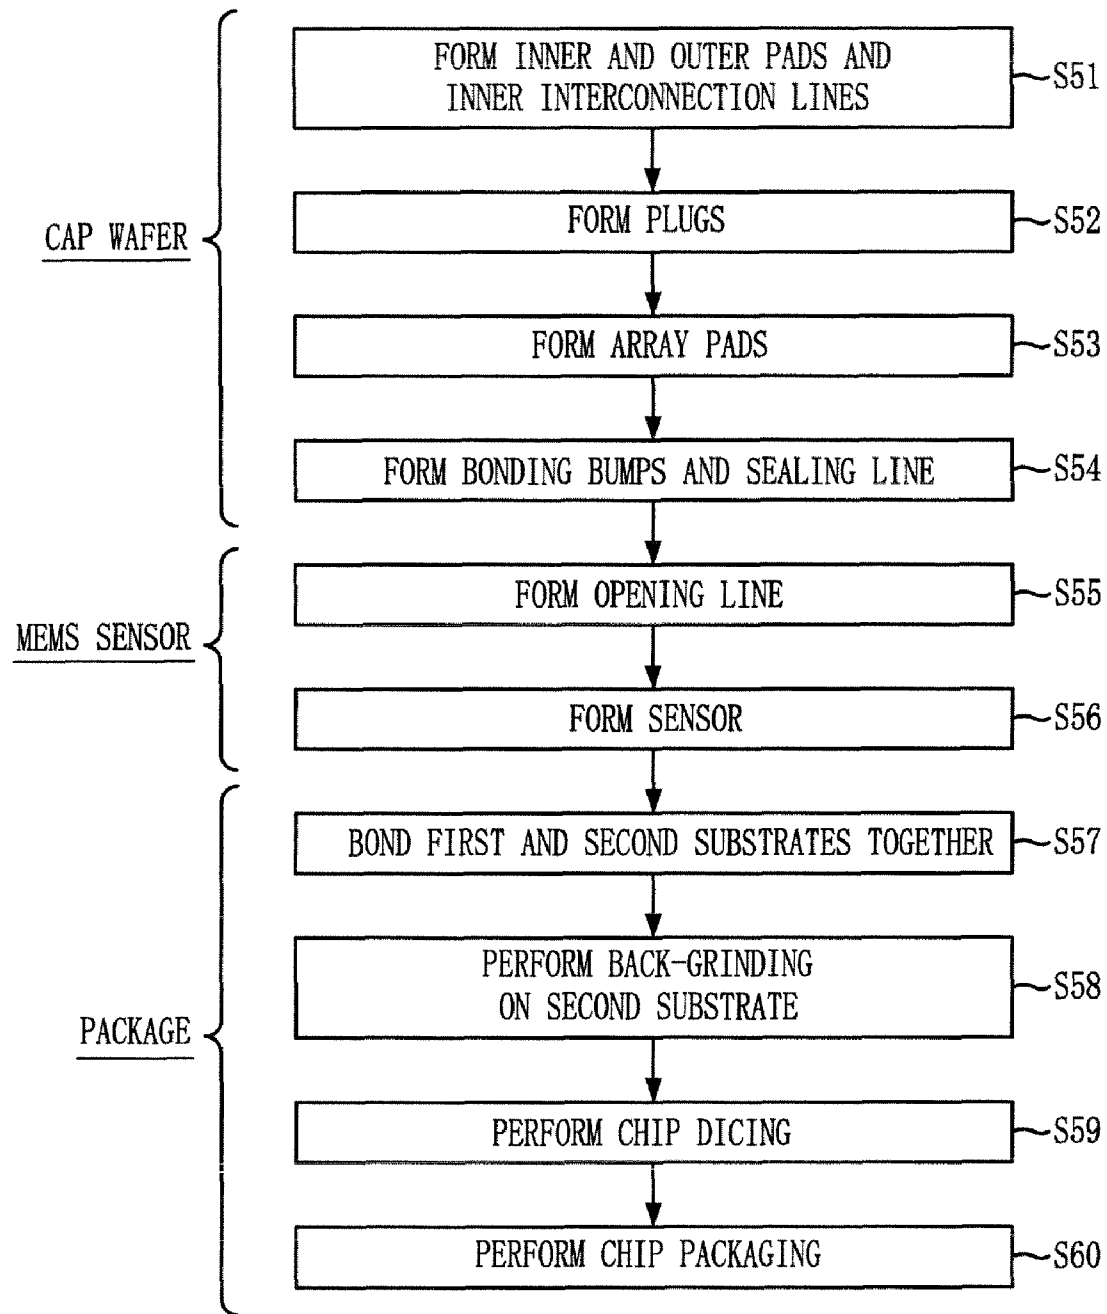 FORM INNER AND OUTER PADS AND
INNER INTERCONNECTION LINES
S51
FORM PLUGS
S52
CAP WAFER
FORM ARRAY PADS
S53
FORM BONDING BUMPS AND SEALING LINE
S54
FORM OPENING LINE
S55
MEMS SENSOR
FORM SENSOR
S56
BOND FIRST AND SECOND SUBSTRATES TOGETHER
S57
PERFORM BACK-GRINDING
ON SECOND SUBSTRATE
S58
PACKAGE
PERFORM CHIP DICING
S59
PERFORM CHIP PACKAGING
S60